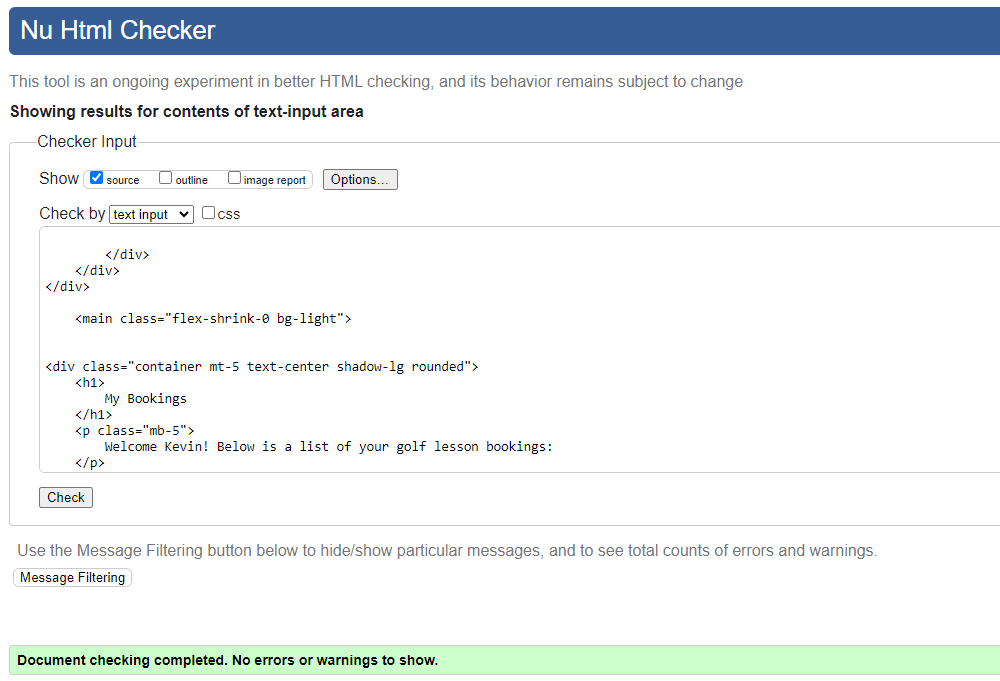 Nu Html Checker
This tool is an ongoing experiment in better HTML checking, and its behavior remains subject to change
Showing results for contents of text-input area
Checker Input
Show source outline image report Options...
Check by text input css
</div>
</div>
</div>
<main class="flex-shrink-0 bg-light">
<div class="container mt-5 text-center shadow-lg rounded">
<h1>
My Bookings
</h1>
<p class="mb-5">
Welcome Kevin! Below is a list of your golf lesson bookings:
</p>
Check
Use the Message Filtering button below to hide/show particular messages, and to see total counts of errors and warnings.
Message Filtering
Document checking completed. No errors or warnings to show.